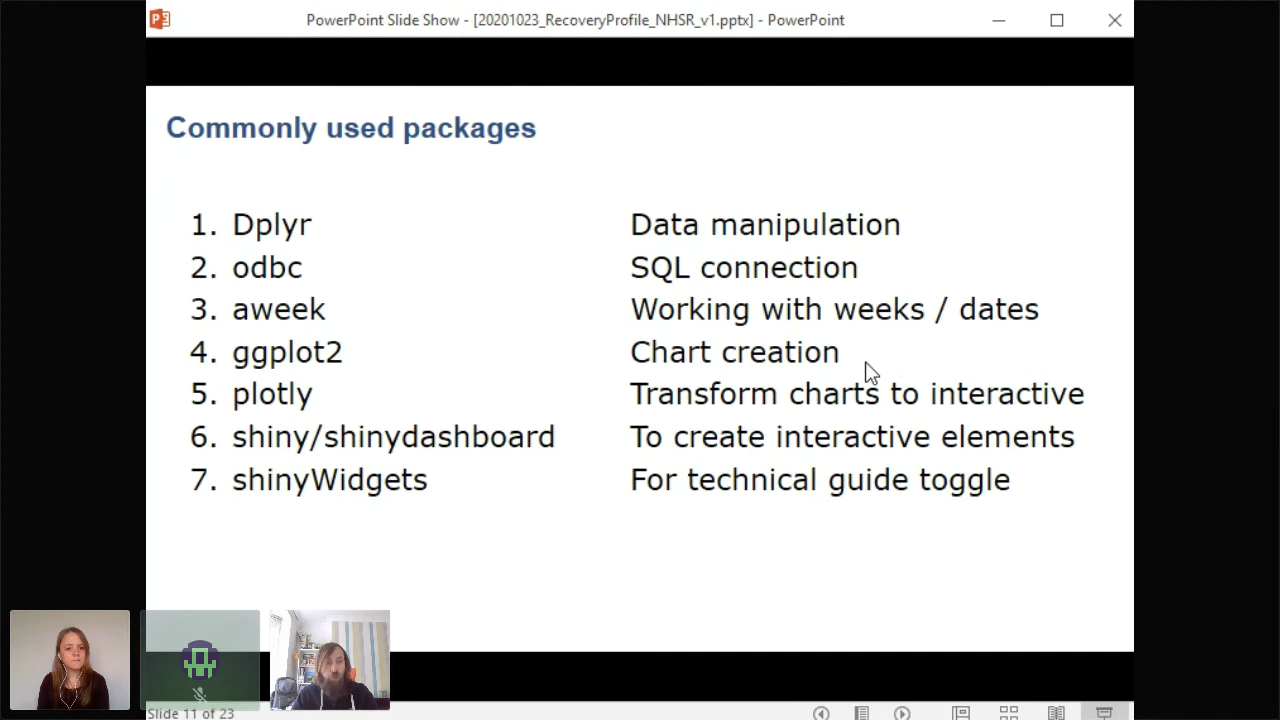 PowerPoint Slide Show - [20201023_RecoveryProfile_NHSR_v1.pptx] - PowerPoint
Commonly used packages
1. Dplyr Data manipulation
2. odbc SQL connection
3. aweek Working with weeks / dates
4. ggplot2 Chart creation
5. plotly Transform charts to interactive
6. shiny/shinydashboard To create interactive elements
7. shinyWidgets For technical guide toggle
Slide 11 of 23